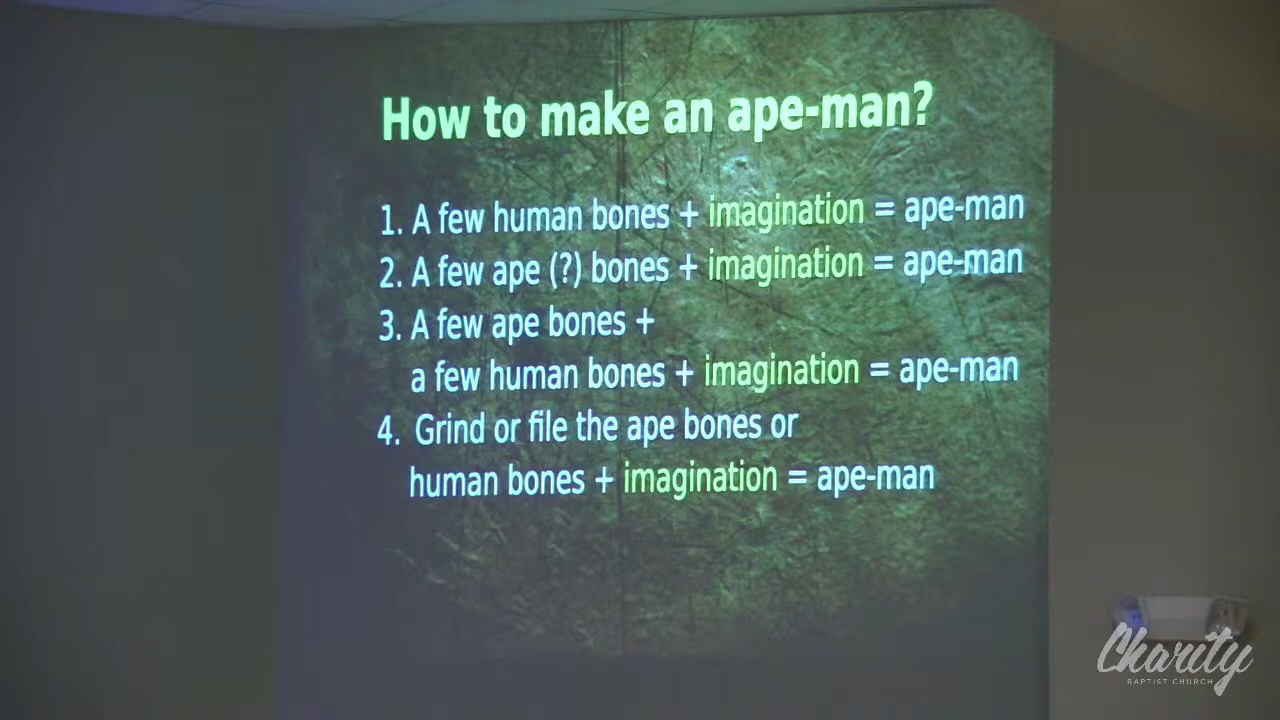 How to make an ape-man?
1. A few human bones + imagination = ape-man
2. A few ape (?) bones + imagination = ape-man
3. A few ape bones +
a few human bones + imagination = ape-man
4. Grind or file the ape bones or
human bones + imagination = ape-man
Charity
BAPTIST CHURCH